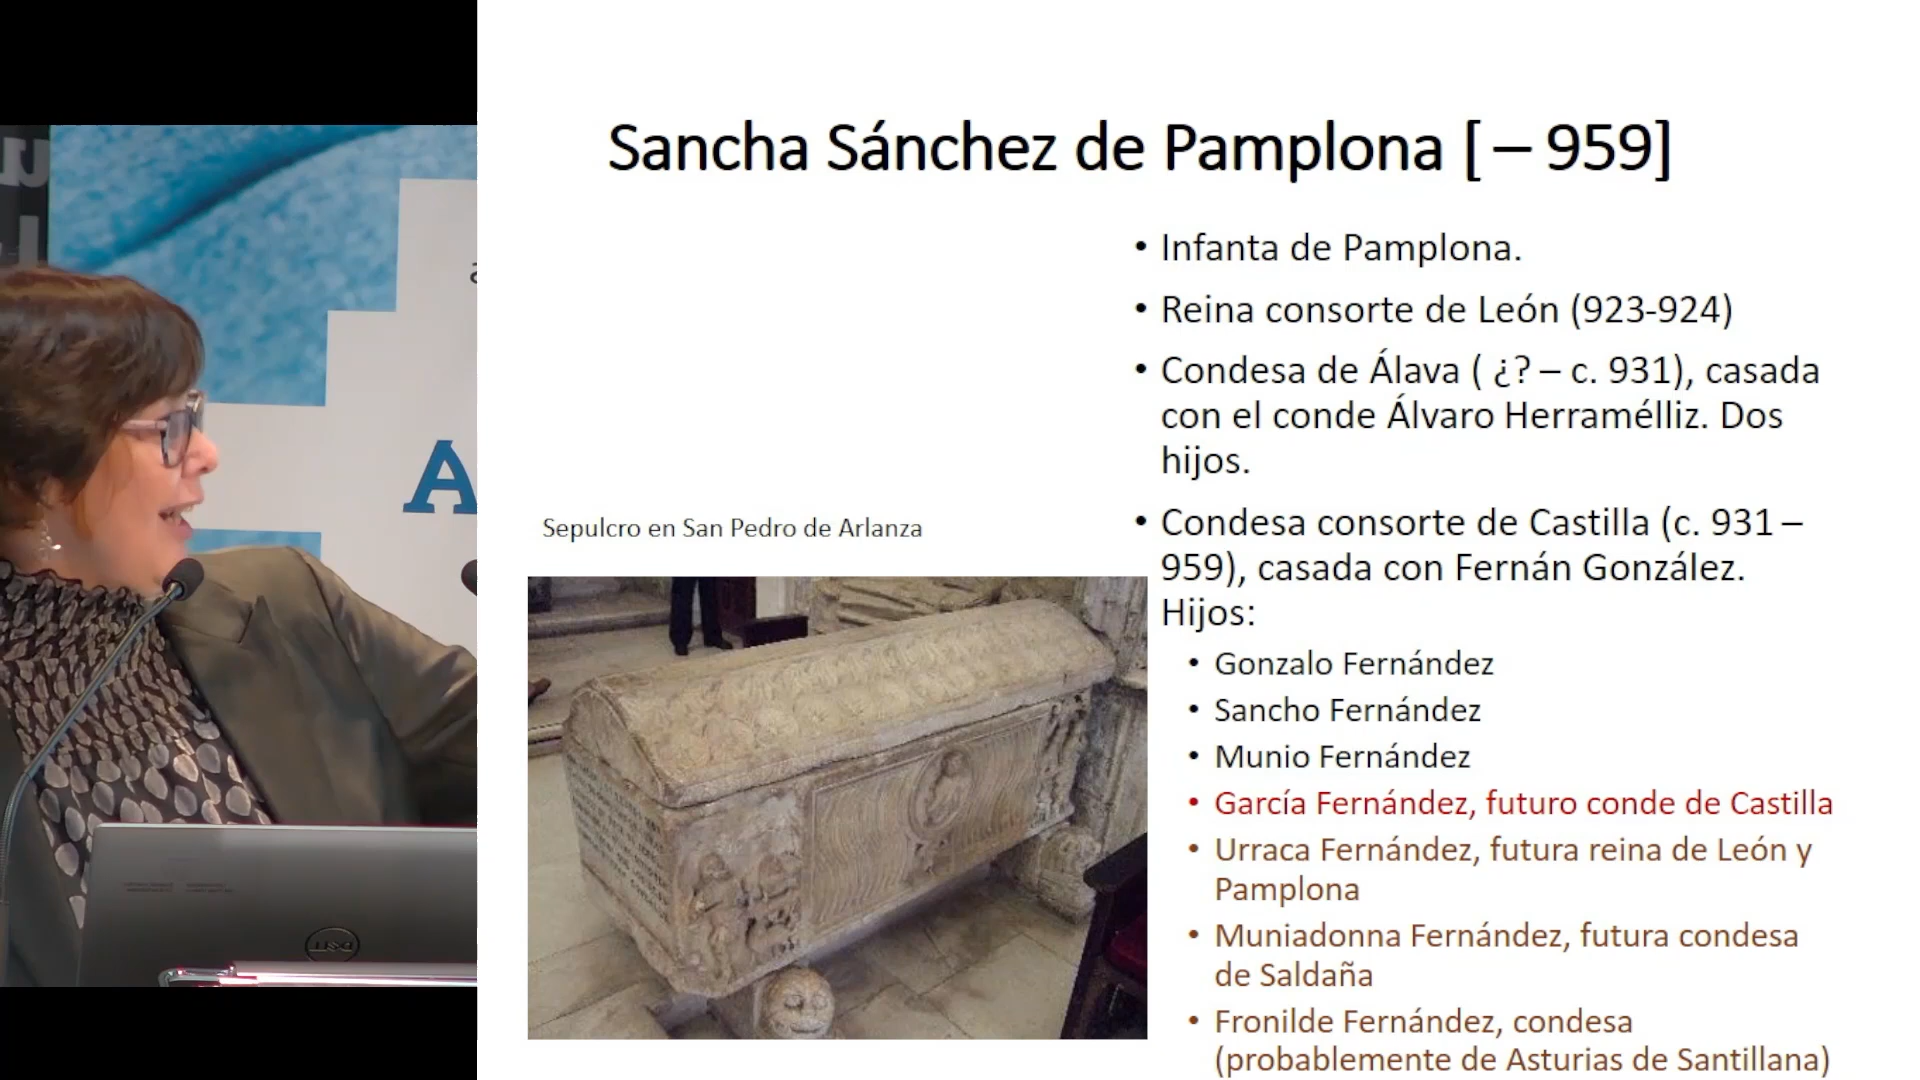 Sancha Sánchez de Pamplona [ – 959]
• Infanta de Pamplona.
• Reina consorte de León (923-924)
• Condesa de Álava ( ¿? – c. 931), casada
con el conde Álvaro Herramélliz. Dos
hijos.
• Condesa consorte de Castilla (c. 931 –
959), casada con Fernán González.
Hijos:
• Gonzalo Fernández
• Sancho Fernández
• Munio Fernández
• García Fernández, futuro conde de Castilla
• Urraca Fernández, futura reina de León y
Pamplona
• Muniadonna Fernández, futura condesa
de Saldaña
• Fronilde Fernández, condesa
(probablemente de Asturias de Santillana)
Sepulcro en San Pedro de Arlanza
A
DELL